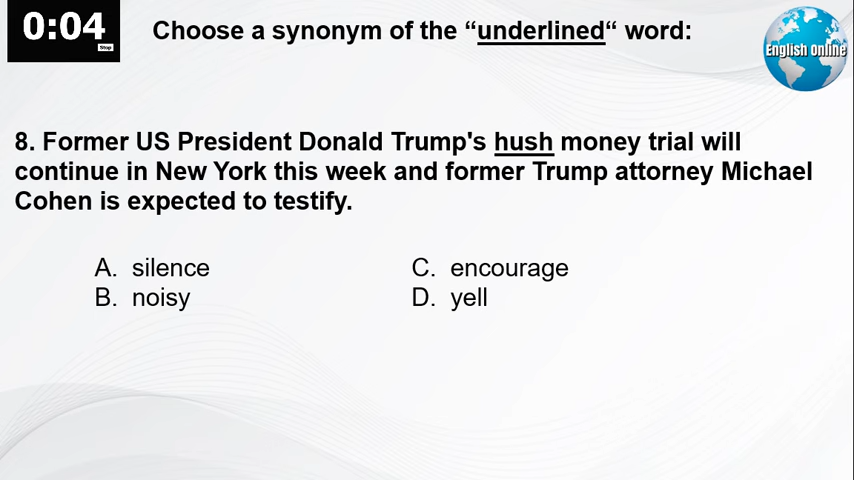 0:04
Stop
Choose a synonym of the “underlined“ word:
English Online
8. Former US President Donald Trump's hush money trial will
continue in New York this week and former Trump attorney Michael
Cohen is expected to testify.
A. silence
B. noisy
C. encourage
D. yell